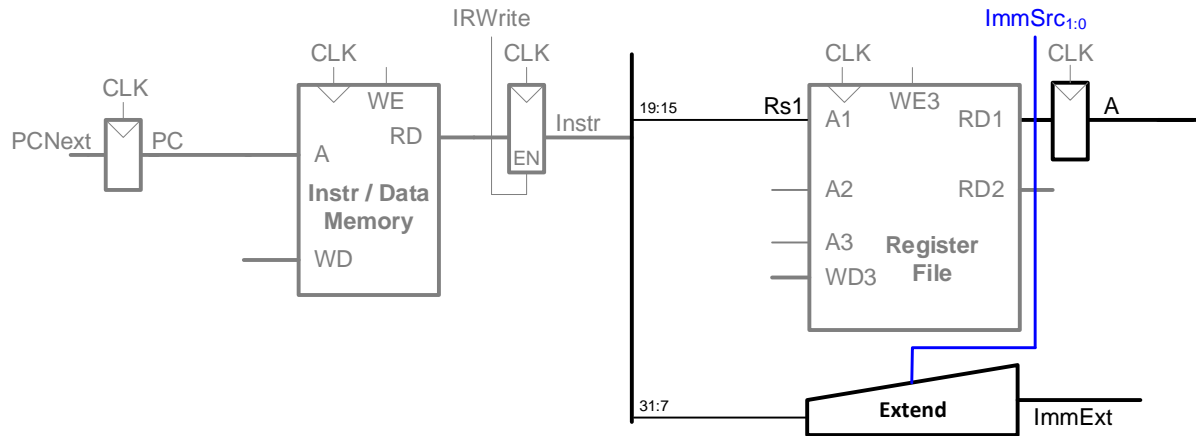 IRWrite
ImmSrc1:0
CLK
CLK
CLK
CLK
CLK
WE
WE3
19:15
Rs1
A1
RD1
A
PCNext
PC
A
RD
Instr
EN
Instr / Data
Memory
A2
RD2
WD
A3
Register
File
WD3
31:7
Extend
ImmExt